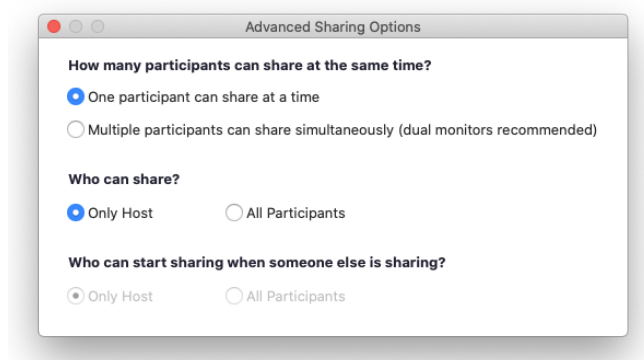 Advanced Sharing Options
How many participants can share at the same time?
One participant can share at a time
Multiple participants can share simultaneously (dual monitors recommended)
Who can share?
Only Host All Participants
Who can start sharing when someone else is sharing?
Only Host All Participants